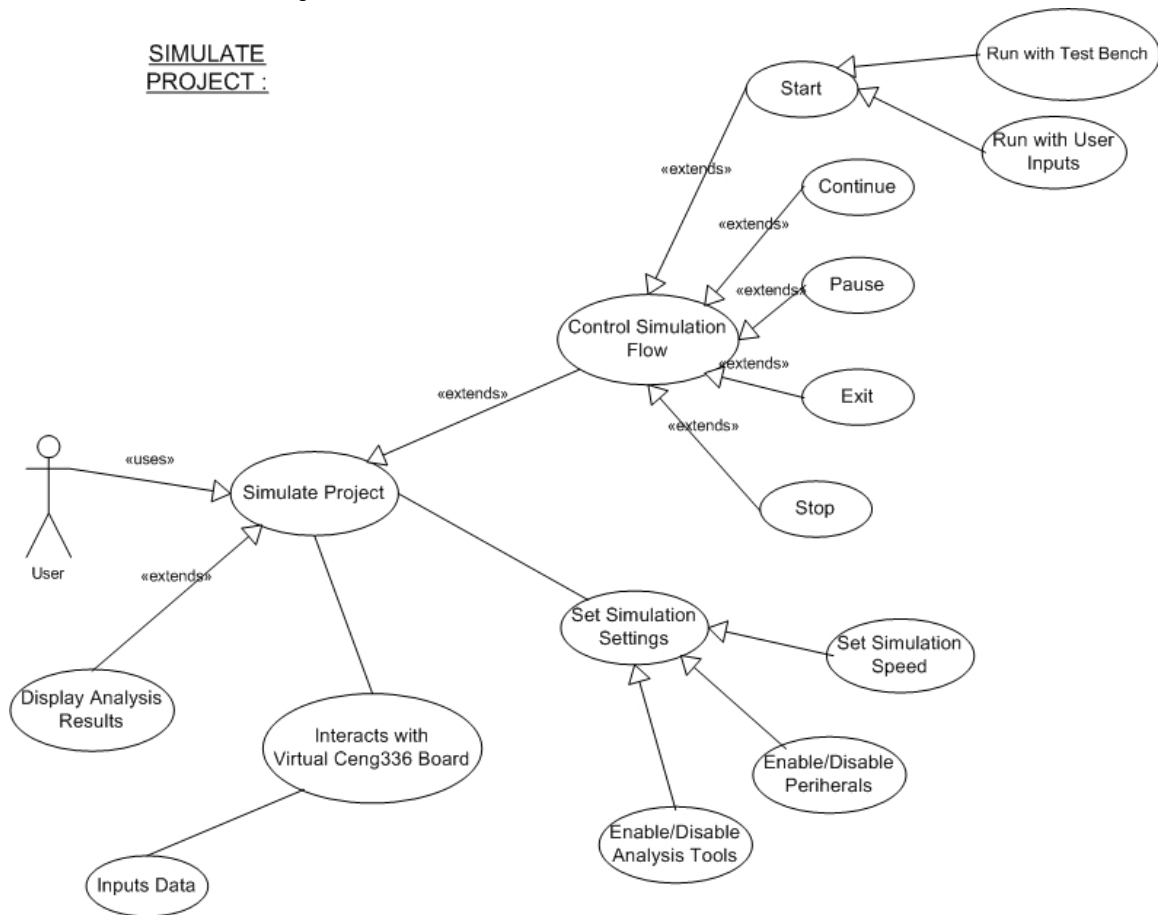 SIMULATE
PROJECT :
Run with Test Bench
Start
Run with User
Inputs
«extends»
Continue
«extends»
«extends»
Pause
Control Simulation
Flow
«extends»
Exit
«extends»
«extends»
«uses»
Simulate Project
Stop
User
«extends»
Set Simulation
Settings
Set Simulation
Speed
Display Analysis
Results
Interacts with
Virtual Ceng336 Board
Enable/Disable
Periherals
Enable/Disable
Analysis Tools
Inputs Data